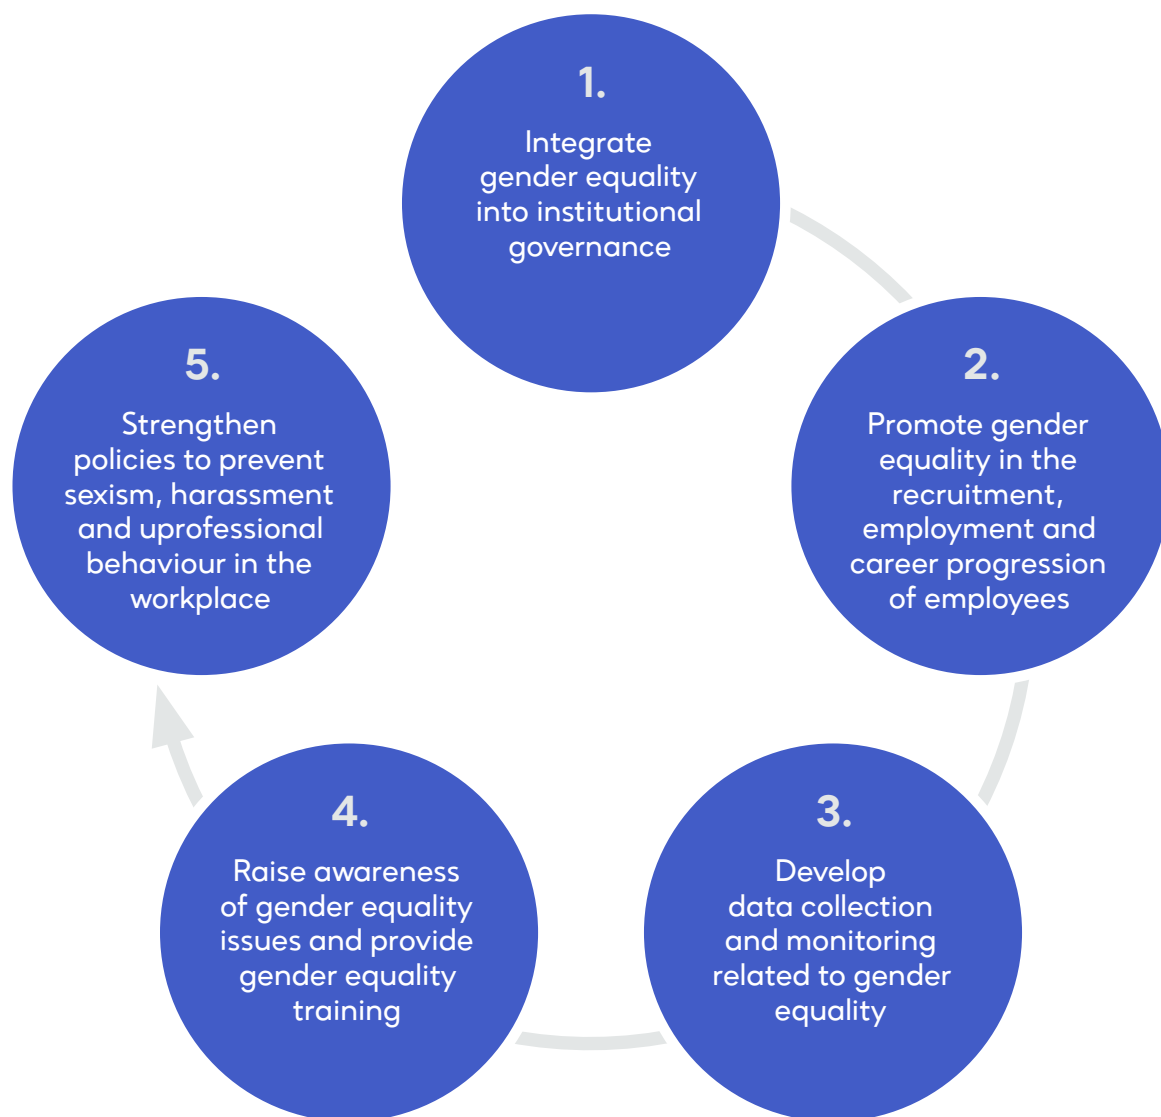 1.
Integrate
gender equality
into institutional
governance
2.
Promote gender
equality in the
recruitment,
employment and
career progression
of employees
3.
Develop
data collection
and monitoring
related to gender
equality
4.
Raise awareness
of gender equality
issues and provide
gender equality
training
5.
Strengthen
policies to prevent
sexism, harassment
and uprofessional
behaviour in the
workplace